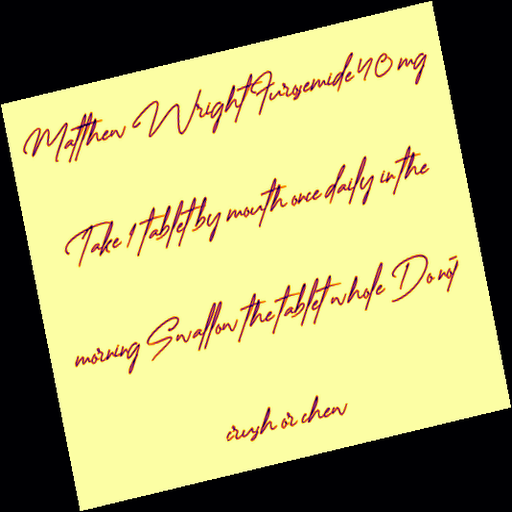 Matthew Wright Furosemide 40 mg
Take 1 tablet by mouth once daily in the
morning Swallow the tablet whole Do not
crush or chew